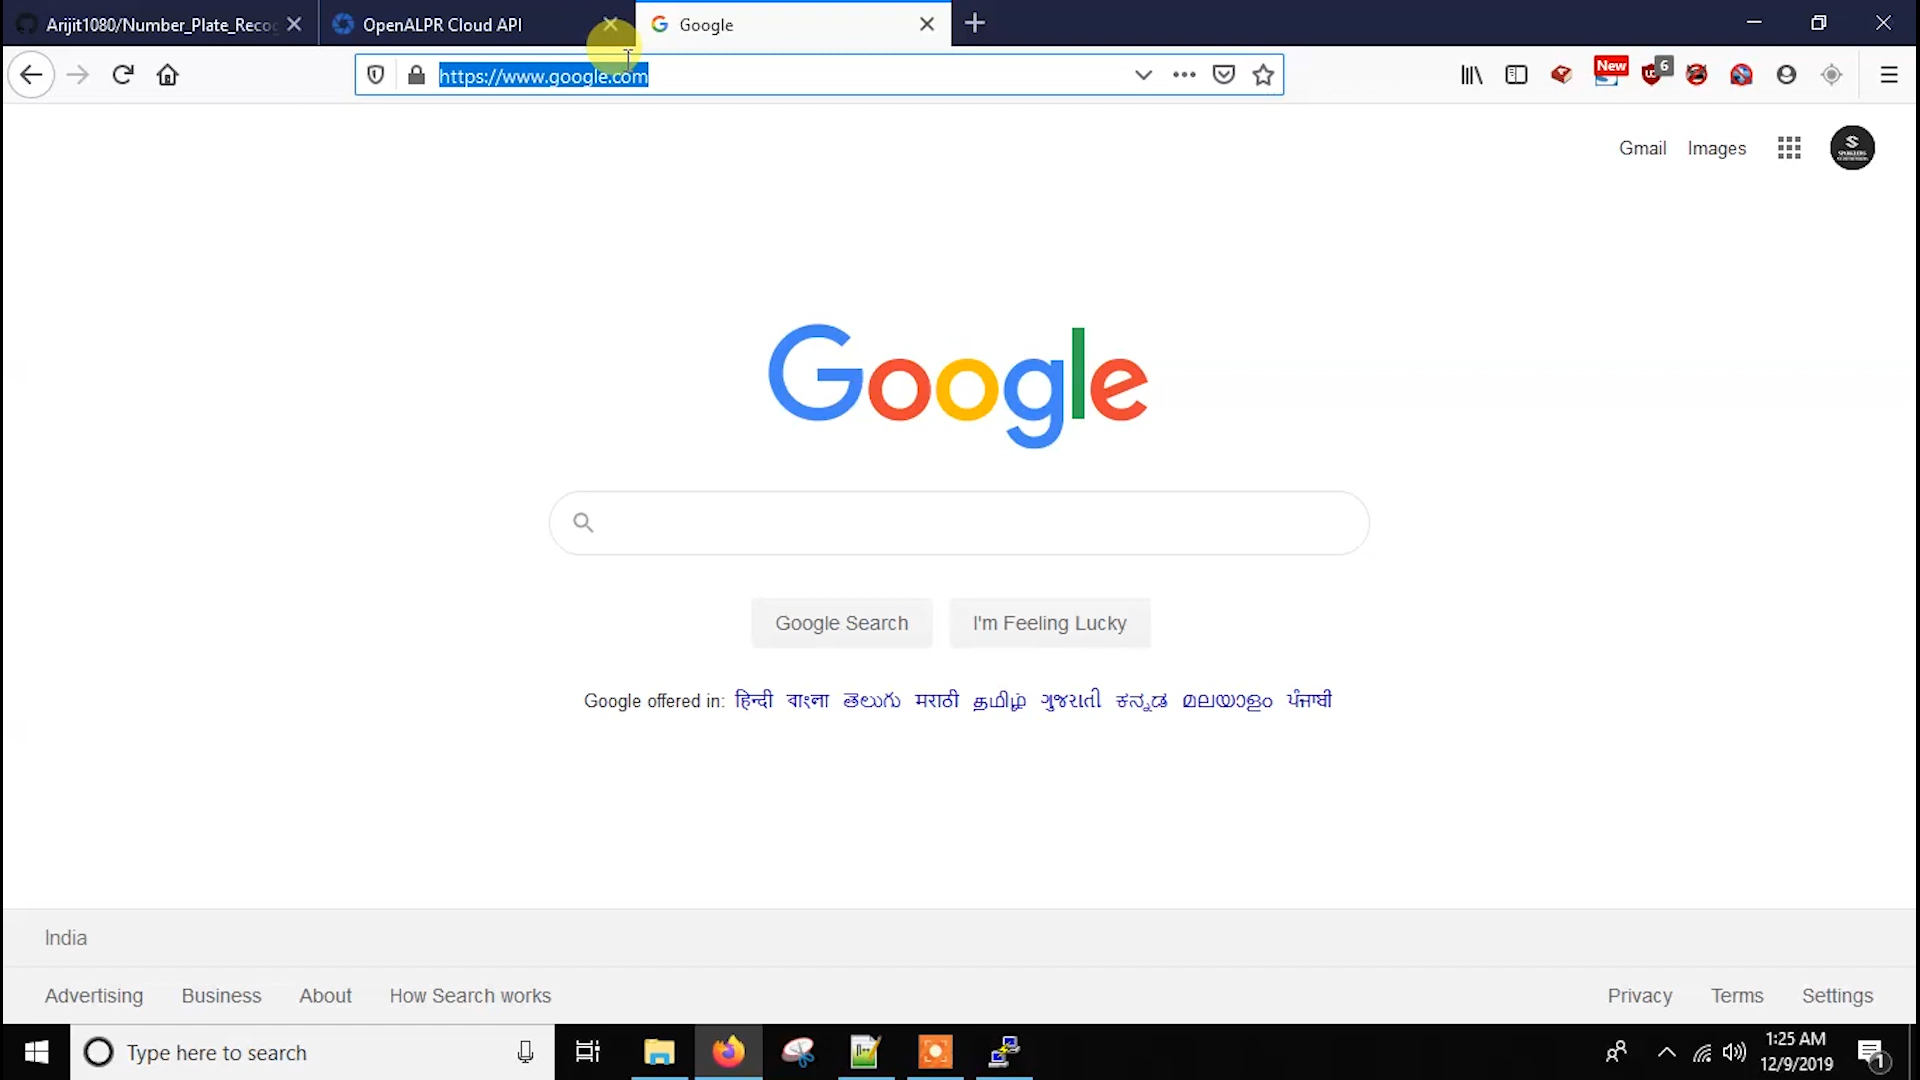 Arijit1080/Number_Plate_Reco
OpenALPR Cloud API
Google
https://www.google.com
New
6
Gmail
Images
Google
Google Search
I'm Feeling Lucky
Google offered in: हिन्दी বাংলা తెలుగు मराठी தமிழ் ગુજરાતી ಕನ್ನಡ മലയാളം ਪੰਜਾਬੀ
India
Advertising
Business
About
How Search works
Privacy
Terms
Settings
Type here to search
1:25 AM
12/9/2019
1